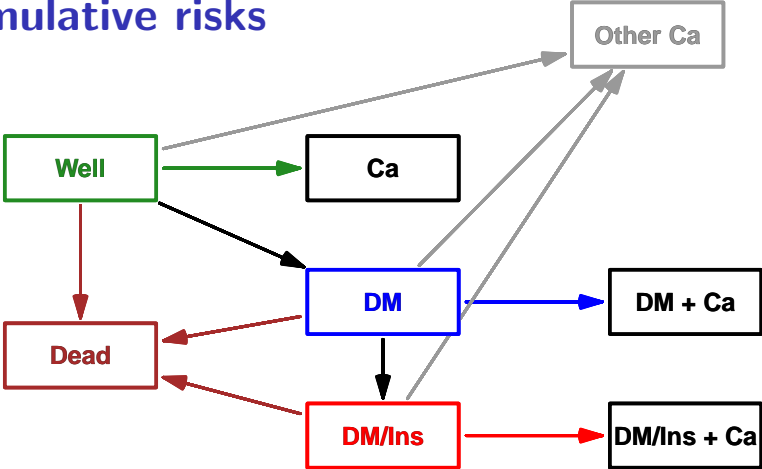 mulative risks
Other Ca
Well
Ca
DM
DM + Ca
Dead
DM/Ins
DM/Ins + Ca